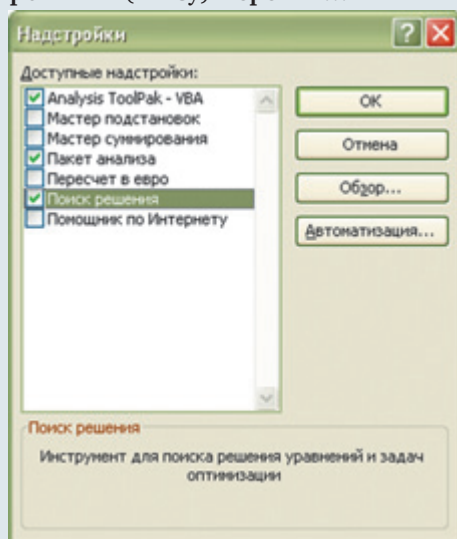 Надстройки
Доступные надстройки:
Analysis ToolPak - VBA
Мастер подстановок
Мастер суммирования
Пакет анализа
Пересчет в евро
Поиск решения
Помощник по Интернету
ОК
Отмена
Обзор...
Автоматизация...
Поиск решения
Инструмент для поиска решения уравнений и задач
оптимизации